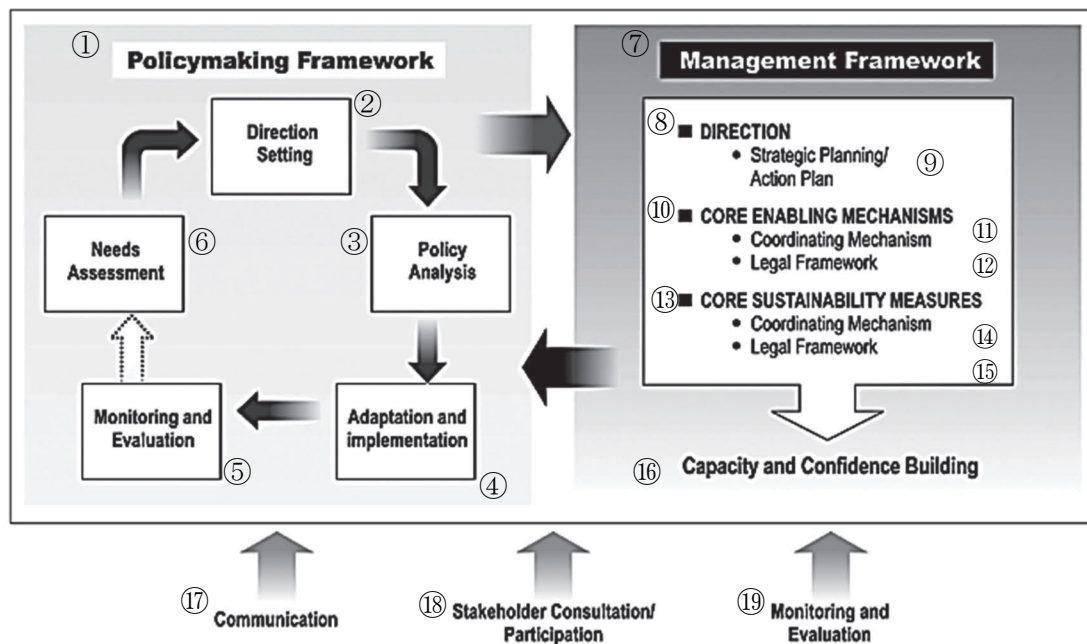 ① Policymaking Framework
② Direction
Setting
③ Policy
Analysis
Adaptation and
implementation
④
Monitoring and
Evaluation
⑤
Needs
Assessment
⑥
⑦ Management Framework
⑧ ■ DIRECTION
• Strategic Planning/
Action Plan
⑨
⑩ ■ CORE ENABLING MECHANISMS
• Coordinating Mechanism ⑪
• Legal Framework ⑫
⑬ ■ CORE SUSTAINABILITY MEASURES
• Coordinating Mechanism ⑭
• Legal Framework
⑮
⑯ Capacity and Confidence Building
⑰ Communication
⑱ Stakeholder Consultation/
Participation
⑲ Monitoring and
Evaluation